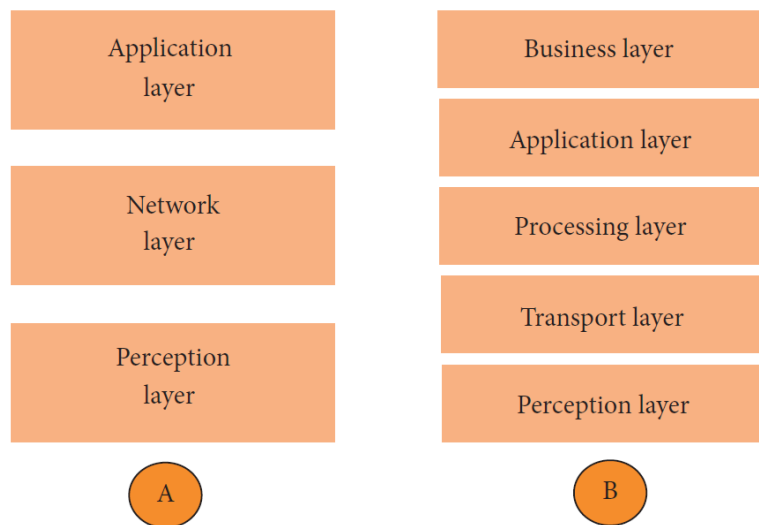 Application
layer
Network
layer
Perception
layer
A
Business layer
Application layer
Processing layer
Transport layer
Perception layer
B